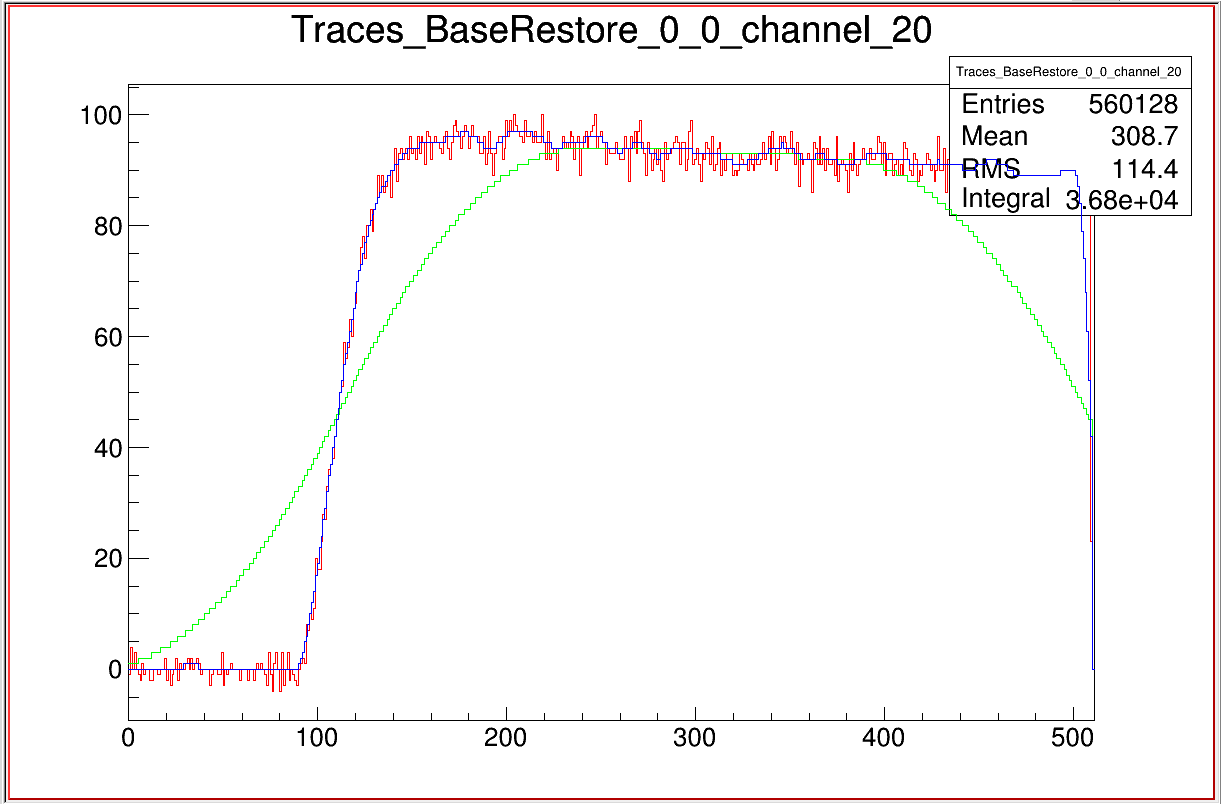 Traces_BaseRestore_0_0_channel_20
Traces_BaseRestore_0_0_channel_20
Entries 560128
Mean 308.7
RMS 114.4
Integral 3.68e+04
100
80
60
40
20
0
0 100 200 300 400 500